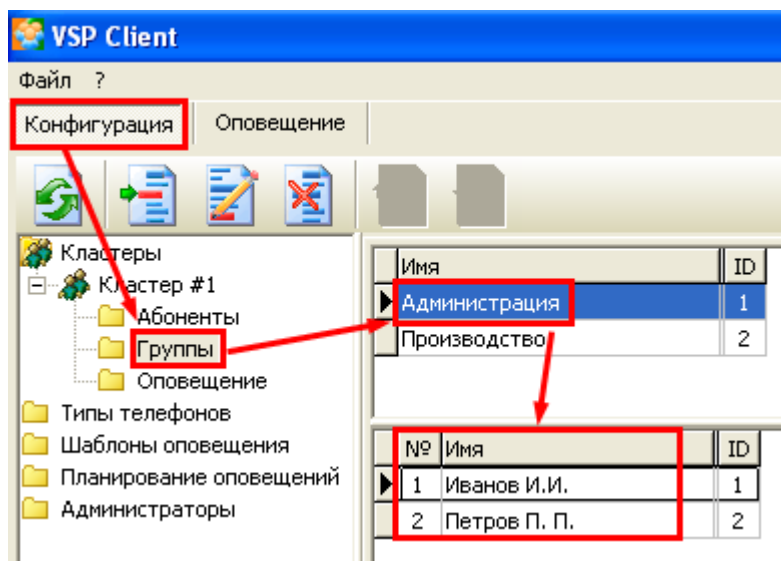 VSP Client
Файл ?
Конфигурация Оповещение
Кластеры
Кластер #1
Абоненты
Группы
Оповещение
Типы телефонов
Шаблоны оповещения
Планирование оповещений
Администраторы
Имя ID
Администрация 1
Производство 2
№ Имя ID
1 Иванов И.И. 1
2 Петров П. П. 2